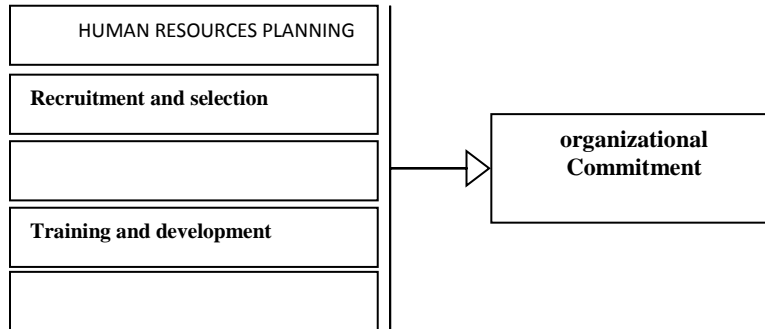 HUMAN RESOURCES PLANNING
Recruitment and selection
organizational
Commitment
Training and development